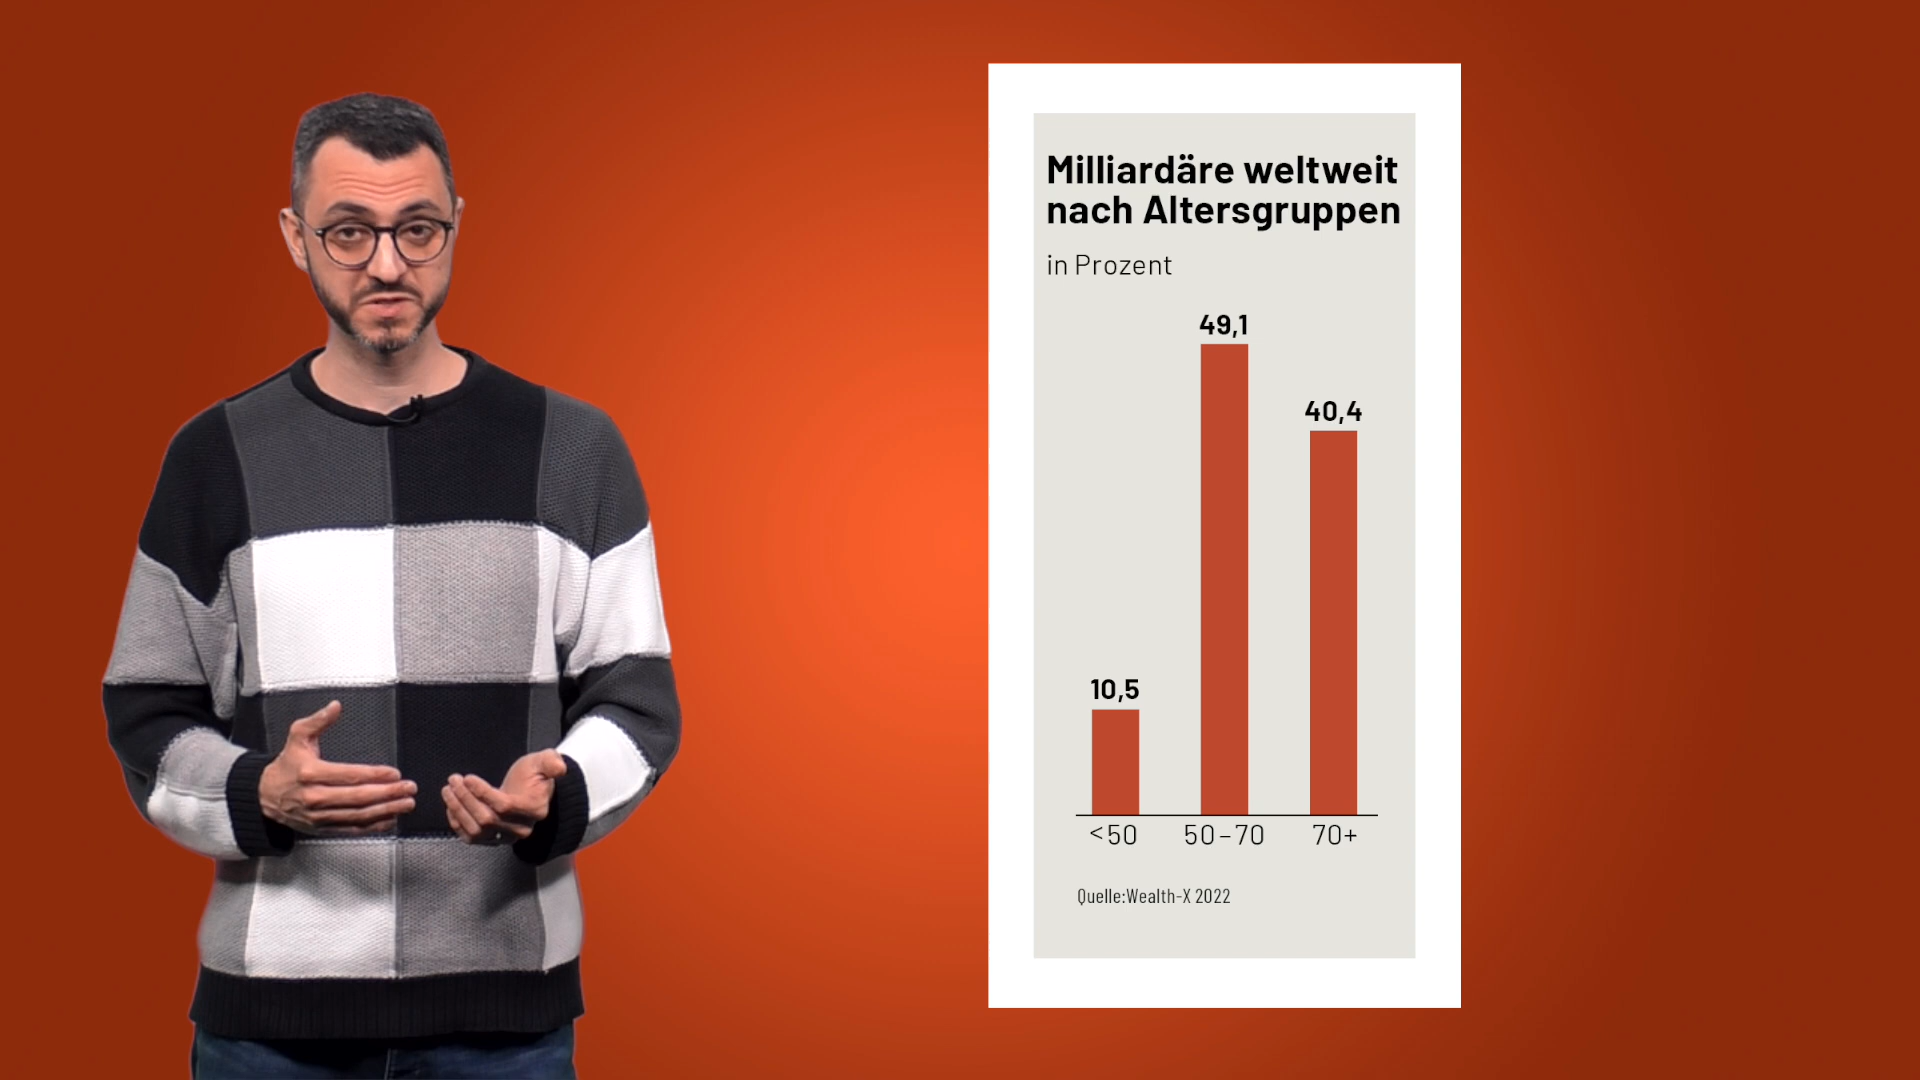 Milliardäre weltweit
nach Altersgruppen
in Prozent
49,1
40,4
10,5
<50 50–70 70+
Quelle:Wealth-X 2022